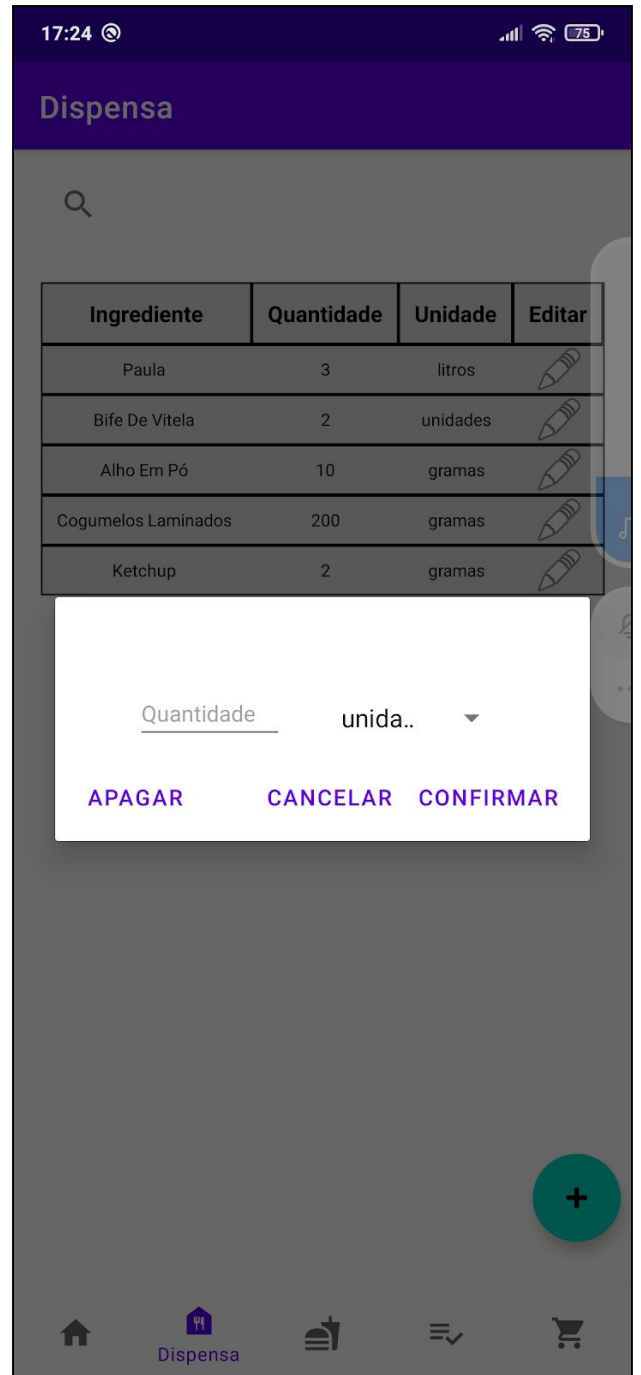 17:24 75
Dispensa
Ingrediente Quantidade Unidade Editar
Paula 3 litros
Bife De Vitela 2 unidades
Alho Em Pó 10 gramas
Cogumelos Laminados 200 gramas
Ketchup 2 gramas
Quantidade unida..
APAGAR CANCELAR CONFIRMAR
+
Dispensa